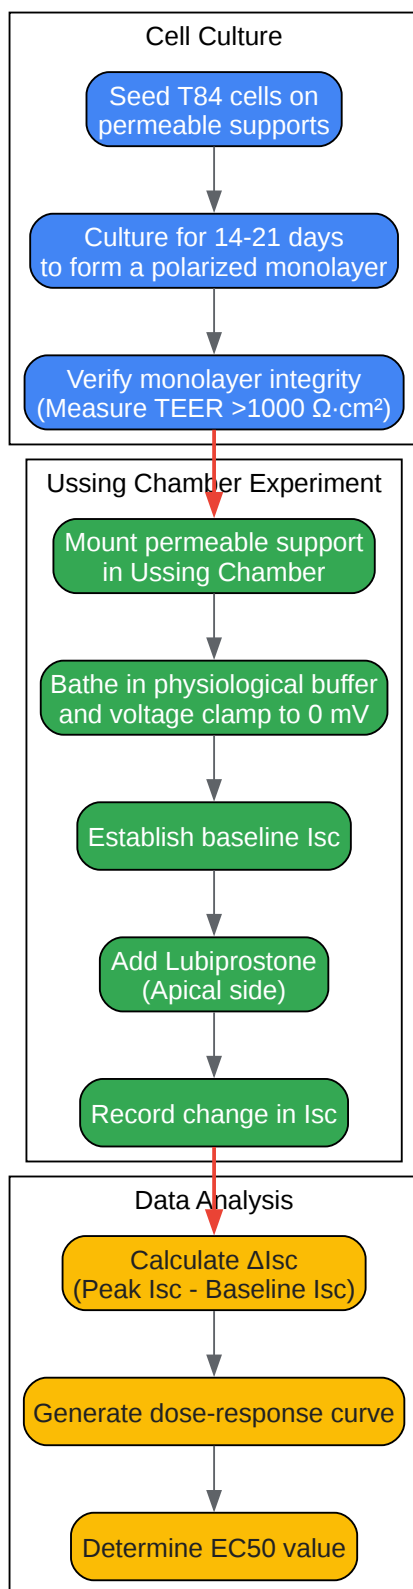 Cell Culture
Seed T84 cells on
permeable supports
Culture for 14-21 days
to form a polarized monolayer
Verify monolayer integrity
(Measure TEER >1000 Ω·cm²)
Ussing Chamber Experiment
Mount permeable support
in Ussing Chamber
Bathe in physiological buffer
and voltage clamp to 0 mV
Establish baseline Isc
Add Lubiprostone
(Apical side)
Record change in Isc
Data Analysis
Calculate ΔIsc
(Peak Isc - Baseline Isc)
Generate dose-response curve
Determine EC50 value